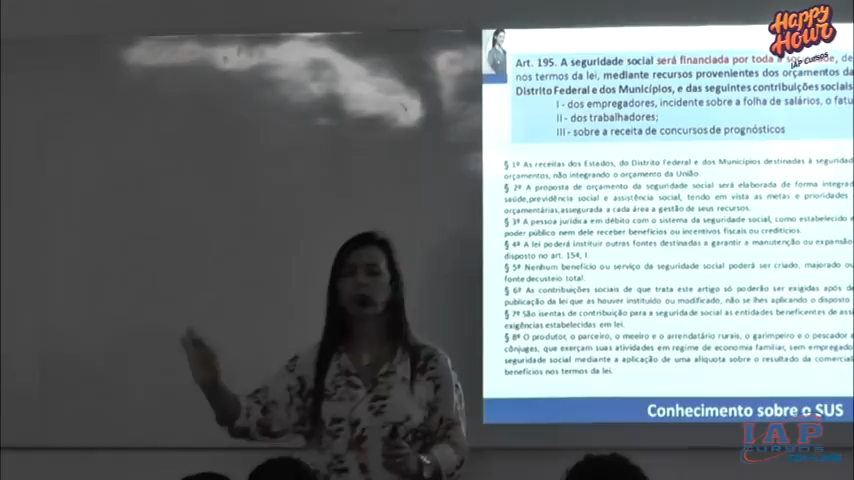 HAPPY
HOUR
IAP CURSOS
Art. 195. A seguridade social será financiada por toda a sociedade, de
nos termos da lei, mediante recursos provenientes dos orçamentos da
Distrito Federal e dos Municípios, e das seguintes contribuições sociais
I - dos empregadores, incidente sobre a folha de salários, o fatu
II - dos trabalhadores;
III - sobre a receita de concursos de prognósticos
§ 1º As receitas dos Estados, do Distrito Federal e dos Municípios destinadas à seguridad
orçamentos, não integrando o orçamento da União.
§ 2º A proposta de orçamento da seguridade social será elaborada de forma integrad
saúde, previdência social e assistência social, tendo em vista as metas e prioridades
orçamentárias, assegurada a cada área a gestão de seus recursos.
§ 3º A pessoa jurídica em débito com o sistema da seguridade social, como estabelecido e
poder público nem dele receber benefícios ou incentivos fiscais ou creditícios.
§ 4º A lei poderá instituir outras fontes destinadas a garantir a manutenção ou expansão
disposto no art. 154, I.
§ 5º Nenhum benefício ou serviço da seguridade social poderá ser criado, majorado ou
fonte de custeio total.
§ 6º As contribuições sociais de que trata este artigo só poderão ser exigidas após de
publicação da lei que as houver instituído ou modificado, não se lhes aplicando o disposto
§ 7º São isentas de contribuição para a seguridade social as entidades beneficentes de assi
exigências estabelecidas em lei.
§ 8º O produtor, o parceiro, o meeiro e o arrendatário rurais, o garimpeiro e o pescador a
cônjuges, que exerçam suas atividades em regime de economia familiar, sem empregado
seguridade social mediante a aplicação de uma alíquota sobre o resultado da comercial
benefícios nos termos da lei.
Conhecimento sobre o SUS
IAP
CURSOS